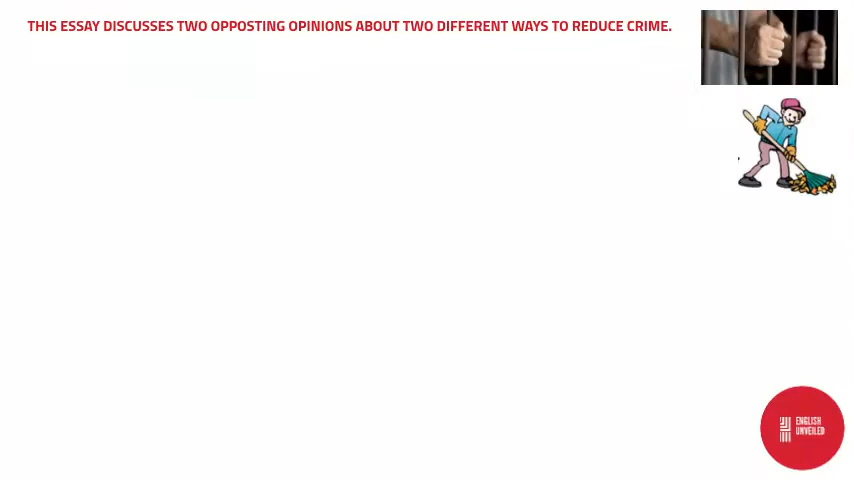 THIS ESSAY DISCUSSES TWO OPPOSTING OPINIONS ABOUT TWO DIFFERENT WAYS TO REDUCE CRIME.
ENGLISH
UNVEILED